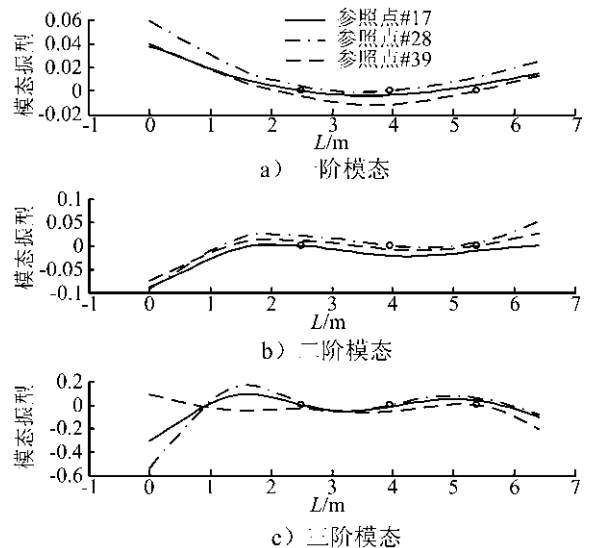 模态振型
0.06
0.04
0.02
0
-0.02
参照点#17
参照点#28
参照点#39
-1 0 1 2 3 4 5 6 7
L/m
a）一阶模态
模态振型
0.1
0.05
0
-0.05
-0.1
-1 0 1 2 3 4 5 6 7
L/m
b）二阶模态
模态振型
0.2
0
-0.2
-0.4
-0.6
-1 0 1 2 3 4 5 6 7
L/m
c）三阶模态